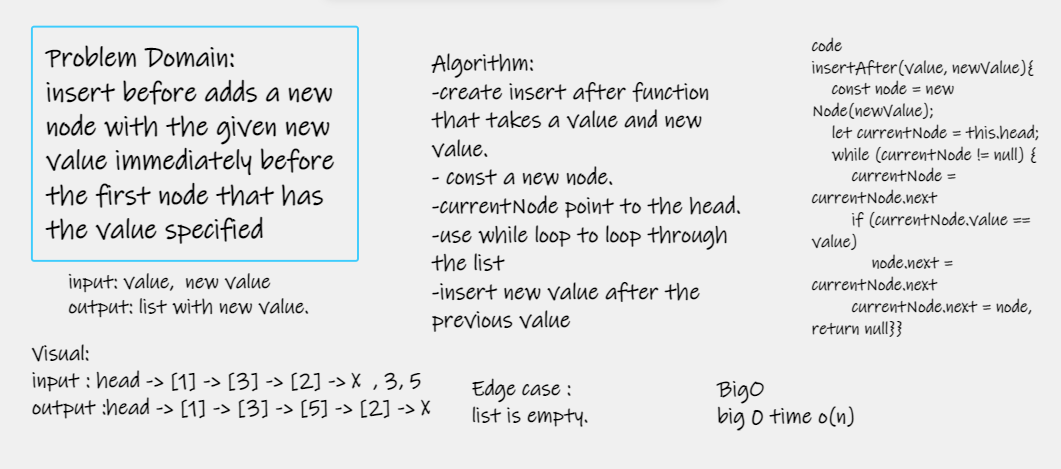 Problem Domain:
insert before adds a new
node with the given new
value immediately before
the first node that has
the value specified
input: value, new value
output: list with new value.
Visual:
input : head -> [1] -> [3] -> [2] -> X , 3, 5
output :head -> [1] -> [3] -> [5] -> [2] -> X
Algorithm:
-create insert after function
that takes a value and new
value.
- const a new node.
-currentNode point to the head.
-use while loop to loop through
the list
-insert new value after the
previous value
Edge case :
list is empty.
BigO
big O time o(n)
code
insertAfter(value, newValue){
const node = new
Node(newValue);
let currentNode = this.head;
while (currentNode != null) {
currentNode =
currentNode.next
if (currentNode.value ==
value)
node.next =
currentNode.next
currentNode.next = node,
return null}}